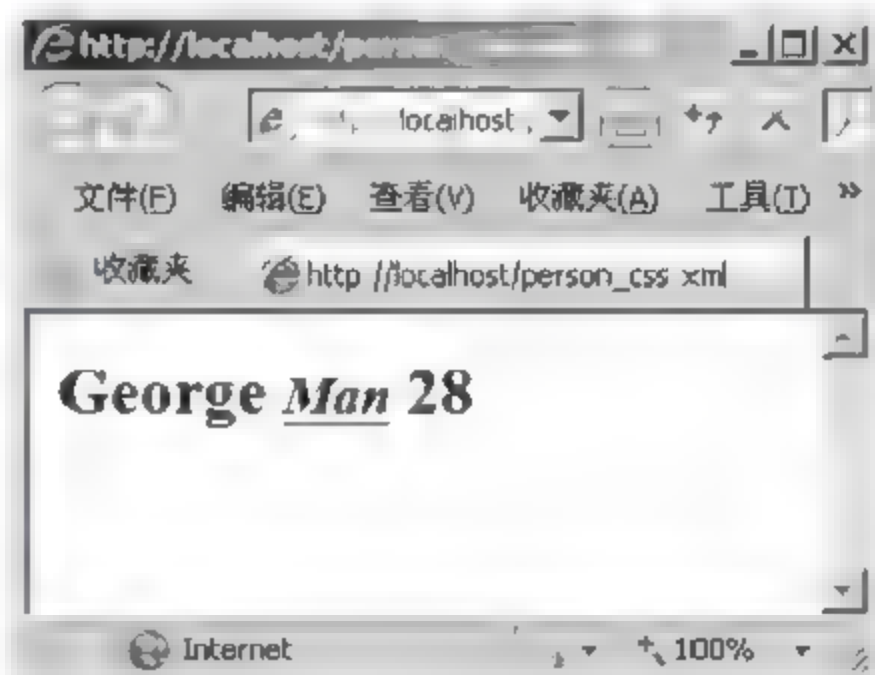 http://localhost/person
localhost
文件(F) 编辑(E) 查看(V) 收藏夹(A) 工具(T) »
收藏夹 http //localhost/person_css xml
George Man 28
Internet 100%